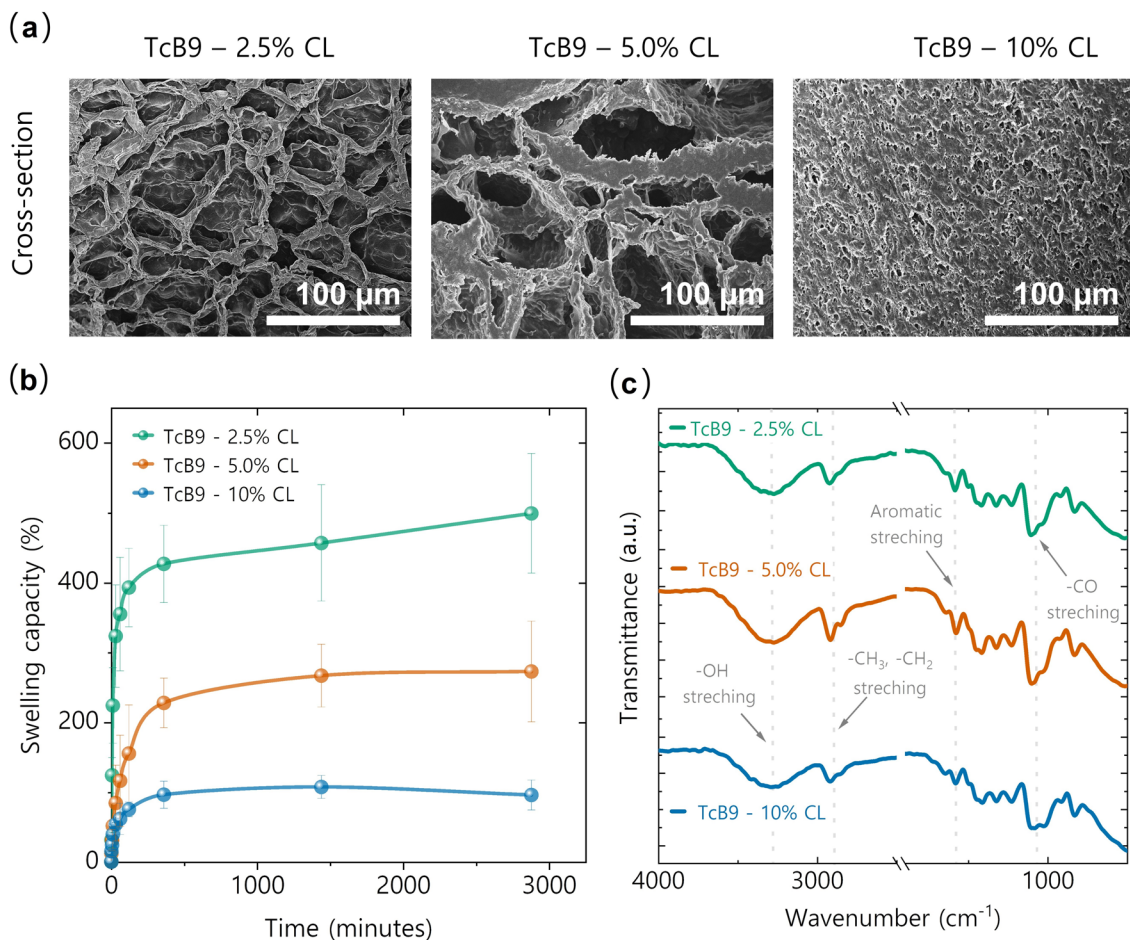 (a)
TcB9 – 2.5% CL
TcB9 – 5.0% CL
TcB9 – 10% CL
Cross-section
100 µm
100 µm
100 µm
(b)
600
400
200
0
Swelling capacity (%)
TcB9 - 2.5% CL
TcB9 - 5.0% CL
TcB9 - 10% CL
0
1000
2000
3000
Time (minutes)
(c)
Transmittance (a.u.)
TcB9 - 2.5% CL
Aromatic
streching
-CO
streching
TcB9 - 5.0% CL
-OH
streching
-CH₃, -CH₂
streching
TcB9 - 10% CL
4000
3000
1000
Wavenumber (cm⁻¹)